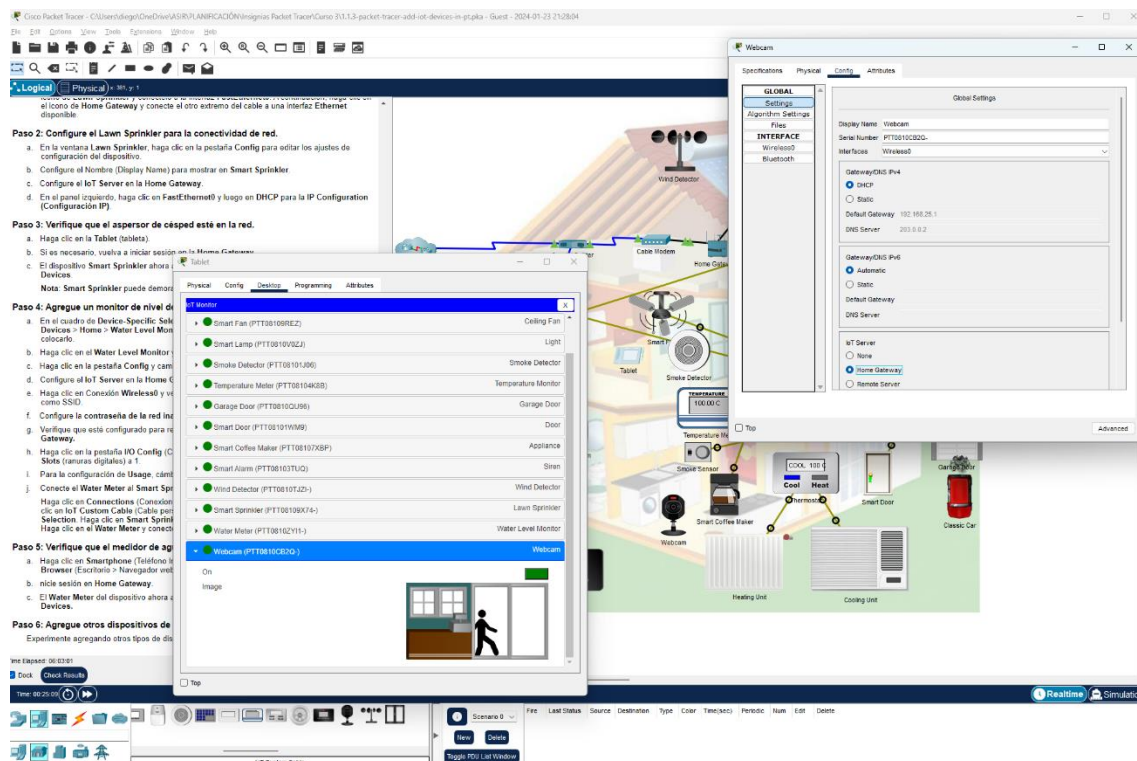 Cisco Packet Tracer - C:\Users\diego\OneDrive\ASIR\PLANIFICACIÓN\Insignias Packet Tracer\Curso 3\1.1.3-packet-tracer-add-iot-devices-in-pt.pka - Guest - 2024-01-23 21:28:04
File Edit Options View Tools Extensions Window Help
Logical Physical x: 381, y: 1
el icono de Home Gateway y conecte el otro extremo del cable a una interfaz Ethernet
disponible.
Paso 2: Configure el Lawn Sprinkler para la conectividad de red.
a. En la ventana Lawn Sprinkler, haga clic en la pestaña Config para editar los ajustes de
configuración del dispositivo.
b. Configure el Nombre (Display Name) para mostrar en Smart Sprinkler.
c. Configure el IoT Server en la Home Gateway.
d. En el panel izquierdo, haga clic en FastEthernet0 y luego en DHCP para la IP Configuration
(Configuración IP).
Paso 3: Verifique que el aspersor de césped esté en la red.
a. Haga clic en la Tablet (tableta).
b. Si es necesario, vuelva a iniciar sesión en la Home Gateway.
c. El dispositivo Smart Sprinkler ahora
Devices.
Nota: Smart Sprinkler puede demora
Paso 4: Agregue un monitor de nivel de
a. En el cuadro de Device-Specific Sel
Devices > Home > Water Level Mon
colocarlo.
b. Haga clic en el Water Level Monitor
c. Haga clic en la pestaña Config y cam
d. Configure el IoT Server en la Home G
e. Haga clic en Conexión Wireless0 y ve
como SSID.
f. Configure la contraseña de la red ina
g. Verifique que esté configurado para re
Gateway.
h. Haga clic en la pestaña I/O Config (C
Slots (ranuras digitales) a 1.
i. Para la configuración de Usage, cámb
j. Conecte el Water Meter al Smart Spr
Haga clic en Connections (Conexion
clic en IoT Custom Cable (Cable per
Selection. Haga clic en Smart Sprink
Haga clic en el Water Meter y conect
Paso 5: Verifique que el medidor de ag
a. Haga clic en Smartphone (Teléfono In
Browser (Escritorio > Navegador web
b. nicie sesión en Home Gateway.
c. El Water Meter del dispositivo ahora a
Devices.
Paso 6: Agregue otros dispositivos de
Experimente agregando otros tipos de dis
Time Elapsed: 06:03:01
Dock Check Results
Time: 00:25:09
Realtime Simulatio
Wind Detector
Cable Modem
Home Gatew
Tablet
Smoke Detector
TEMPERATURE
100.00 C
Temperature Me
Smoke Sensor
COOL 100 C
Cool Heat
Thermostat
Garage Door
Smart Door
Classic Car
Smart Coffee Maker
Webcam
Heating Unit
Cooling Unit
Tablet
Physical Config Desktop Programming Attributes
IoT Monitor X
Smart Fan (PTT08109REZ) Ceiling Fan
Smart Lamp (PTT0810V0ZJ) Light
Smoke Detector (PTT08101J06) Smoke Detector
Temperature Meter (PTT08104K8B) Temperature Monitor
Garage Door (PTT0810QU96) Garage Door
Smart Door (PTT08101WM9) Door
Smart Coffee Maker (PTT08107XBP) Appliance
Smart Alarm (PTT08103TUQ) Siren
Wind Detector (PTT0810TJZI-) Wind Detector
Smart Sprinkler (PTT08109X74-) Lawn Sprinkler
Water Meter (PTT0810ZYI1-) Water Level Monitor
Webcam (PTT0810CB2Q-) Webcam
On
Image
Top
Webcam
Specifications Physical Config Attributes
GLOBAL
Settings
Algorithm Settings
Files
INTERFACE
Wireless0
Bluetooth
Global Settings
Display Name Webcam
Serial Number PTT0810CB2Q-
Interfaces Wireless0
Gateway/DNS IPv4
DHCP
Static
Default Gateway 192.168.25.1
DNS Server 203.0.0.2
Gateway/DNS IPv6
Automatic
Static
Default Gateway
DNS Server
IoT Server
None
Home Gateway
Remote Server
Top
Advanced
Scenario 0
New Delete
Toggle PDU List Window
Fire Last Status Source Destination Type Color Time(sec) Periodic Num Edit Delete